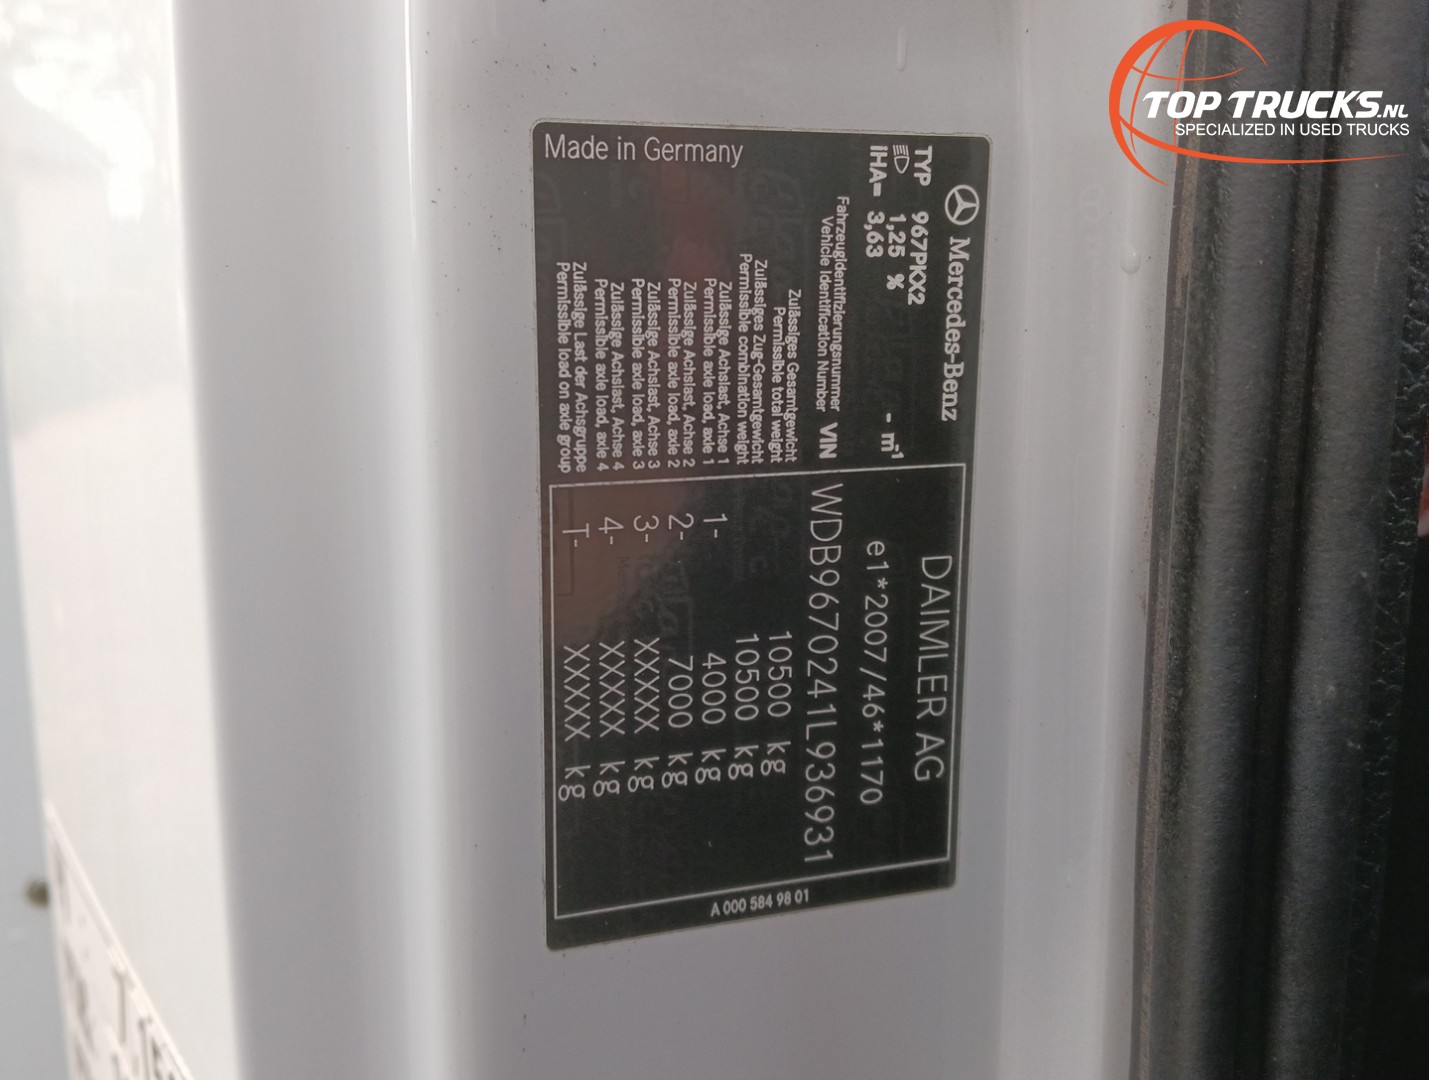 TOP TRUCKS.NL
SPECIALIZED IN USED TRUCKS
Made in Germany
Mercedes-Benz
TYP 967PKX2
1,25 %
iHA= 3,63
- m⁻¹
Fahrzeugidentifizierungsnummer
Vehicle Identification Number VIN
Zulässiges Gesamtgewicht
Permissible total weight
Zulässiges Zug-Gesamtgewicht
Permissible combination weight
Zulässige Achslast, Achse 1
Permissible axle load, axle 1
Zulässige Achslast, Achse 2
Permissible axle load, axle 2
Zulässige Achslast, Achse 3
Permissible axle load, axle 3
Zulässige Achslast, Achse 4
Permissible axle load, axle 4
Zulässige Last der Achsgruppe
Permissible load on axle group
DAIMLER AG
e1*2007/46*1170
WDB9670241L936931
10500 kg
10500 kg
1- 4000 kg
2- 7000 kg
3- XXXXX kg
4- XXXXX kg
T- XXXXX kg
A 000 584 98 01